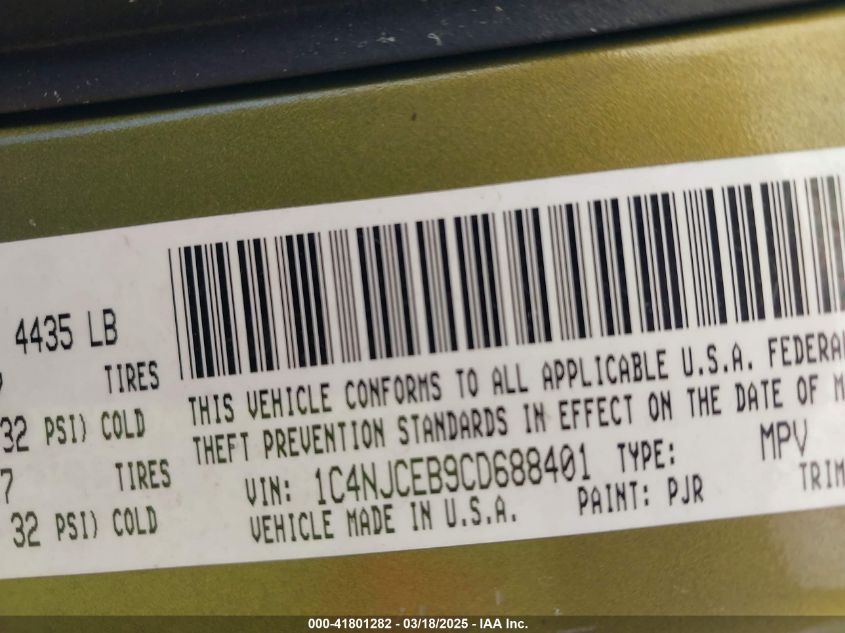 4435 LB
TIRES
32 PSI) COLD
7 TIRES
32 PSI) COLD
THIS VEHICLE CONFORMS TO ALL APPLICABLE U.S.A. FEDERA
THEFT PREVENTION STANDARDS IN EFFECT ON THE DATE OF M
VIN: 1C4NJCEB9CD688401 TYPE: MPV
VEHICLE MADE IN U.S.A. PAINT: PJR TRIM
000-41801282 - 03/18/2025 - IAA Inc.